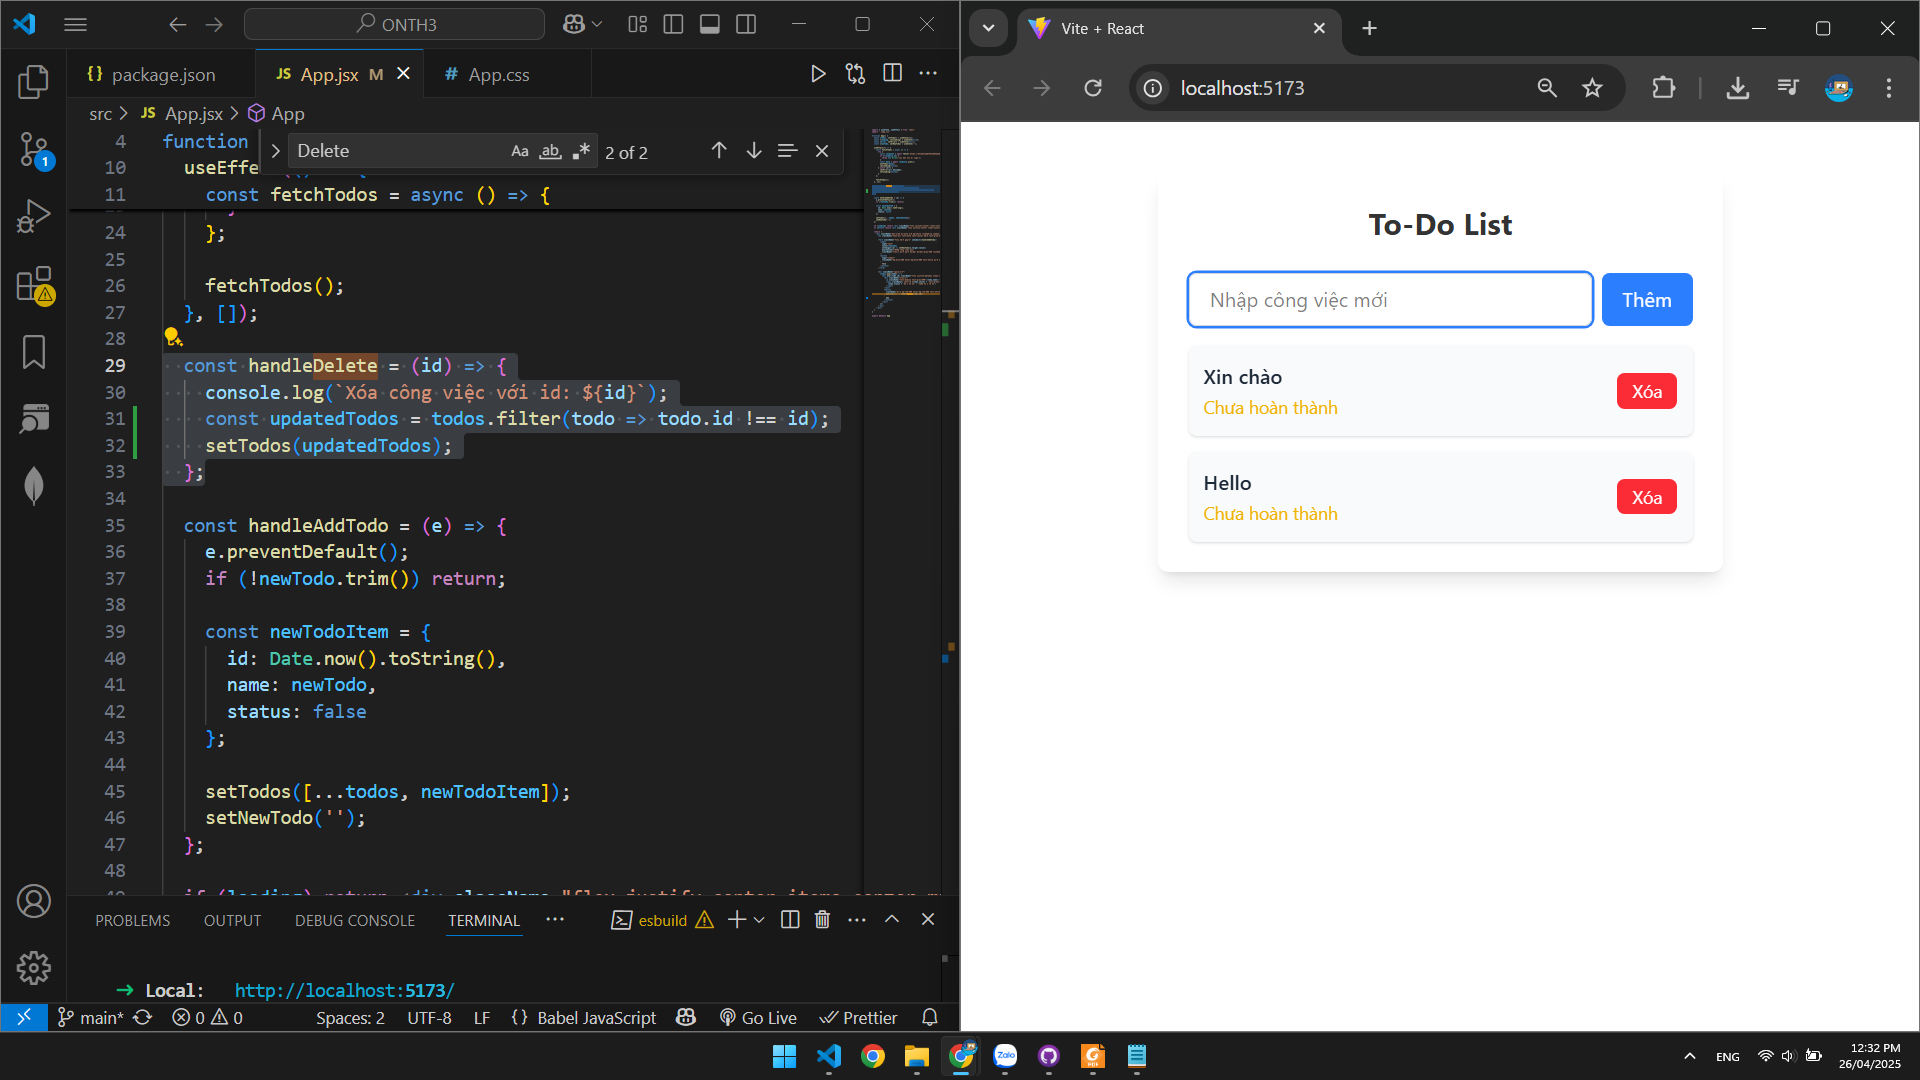 ONTH3
package.json
JS App.jsx M
# App.css
src > JS App.jsx > App
4 function
10 useEffe
11 const fetchTodos = async () => {
Delete
Aa ab .* 2 of 2
24 };
25
26 fetchTodos();
27 }, []);
28
29 const handleDelete = (id) => {
30 console.log(`Xóa công việc với id: ${id}`);
31 const updatedTodos = todos.filter(todo => todo.id !== id);
32 setTodos(updatedTodos);
33 };
34
35 const handleAddTodo = (e) => {
36 e.preventDefault();
37 if (!newTodo.trim()) return;
38
39 const newTodoItem = {
40 id: Date.now().toString(),
41 name: newTodo,
42 status: false
43 };
44
45 setTodos([...todos, newTodoItem]);
46 setNewTodo('');
47 };
48
PROBLEMS OUTPUT DEBUG CONSOLE TERMINAL ... esbuild
→ Local: http://localhost:5173/
main* 0 0 Spaces: 2 UTF-8 LF {} Babel JavaScript Go Live Prettier
1
Vite + React
localhost:5173
To-Do List
Nhập công việc mới
Thêm
Xin chào
Chưa hoàn thành
Xóa
Hello
Chưa hoàn thành
Xóa
Zalo
PDF
ENG
12:32 PM
26/04/2025